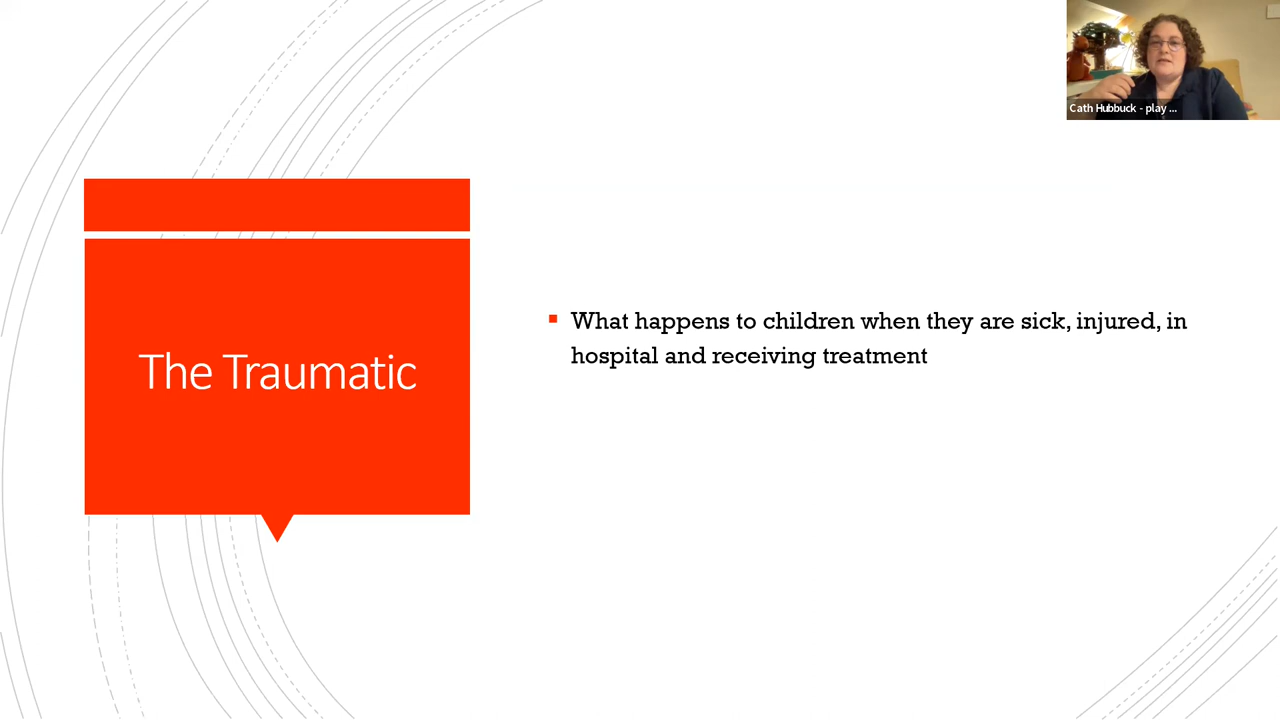 Cath Hubbuck - play ...
The Traumatic
What happens to children when they are sick, injured, in
hospital and receiving treatment